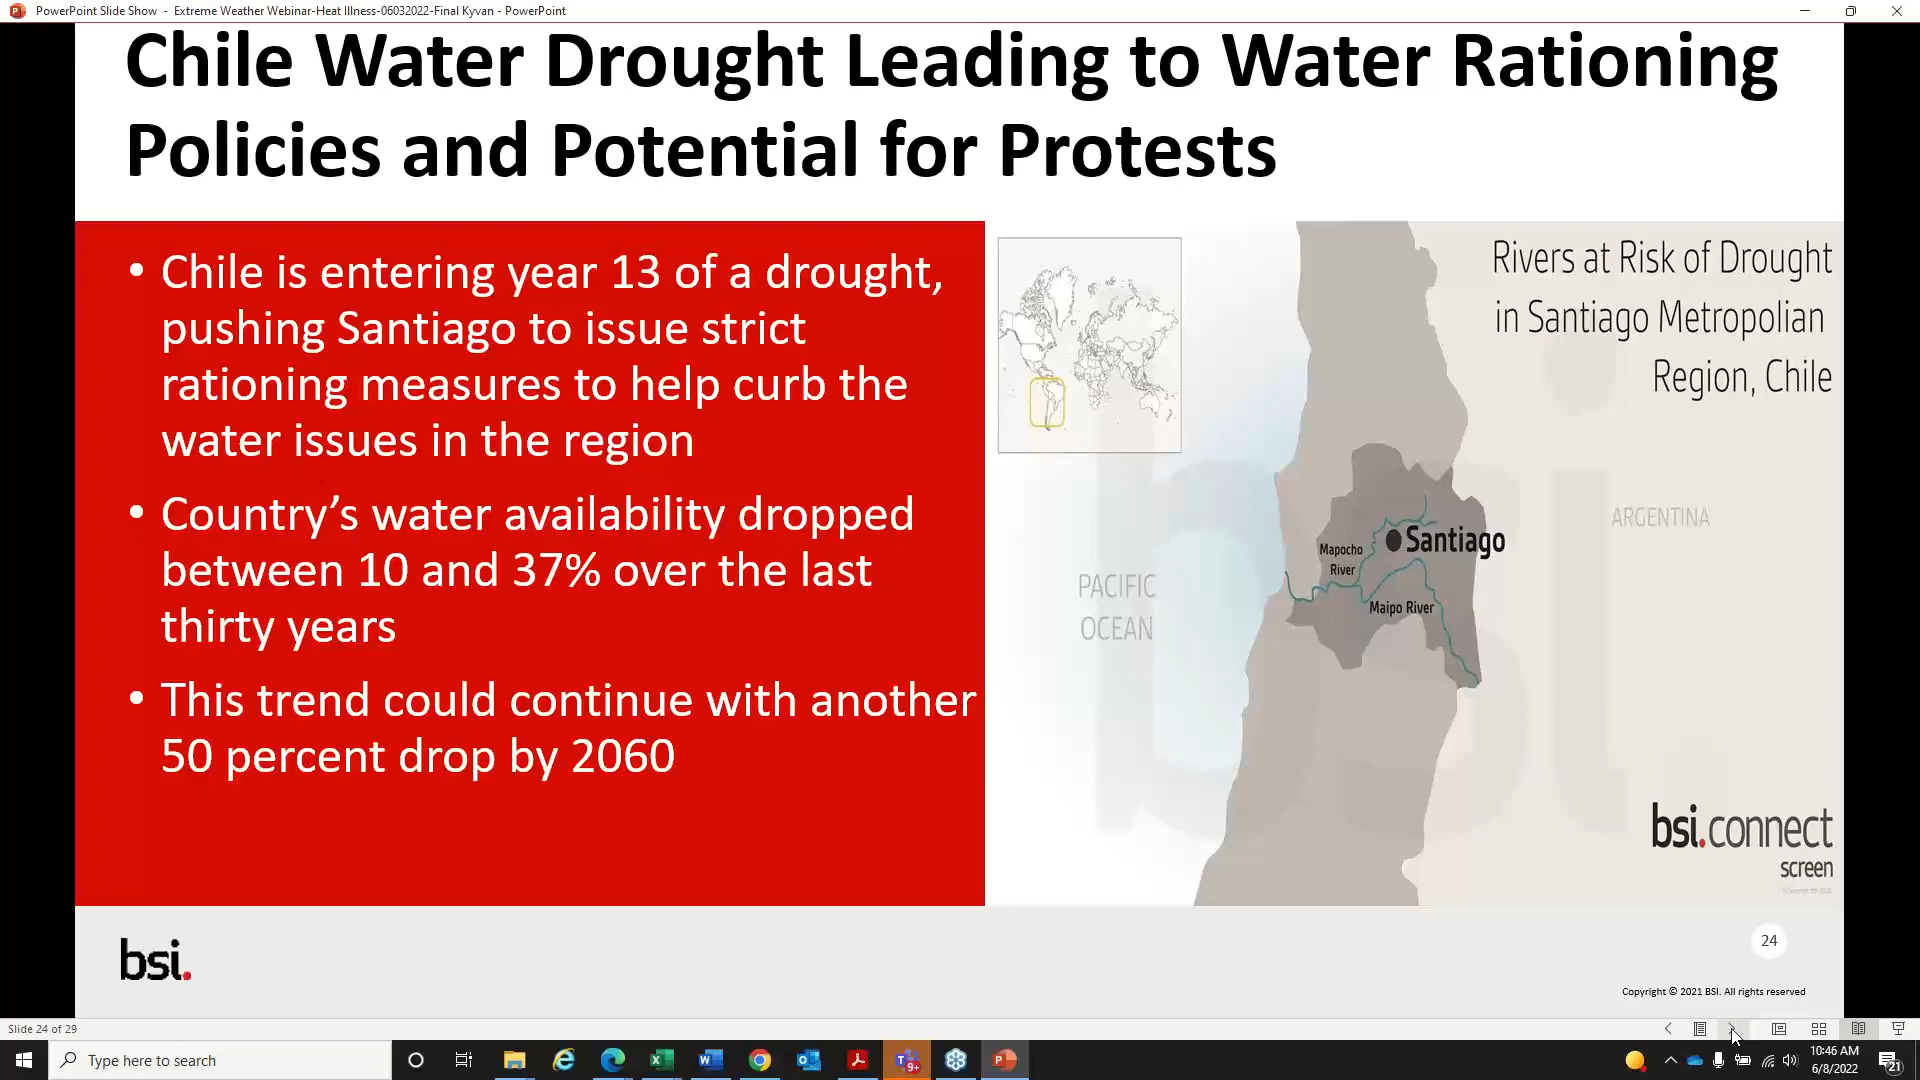 PowerPoint Slide Show - Extreme Weather Webinar-Heat Illness-06032022-Final Kyvan - PowerPoint
Chile Water Drought Leading to Water Rationing
Policies and Potential for Protests
• Chile is entering year 13 of a drought,
pushing Santiago to issue strict
rationing measures to help curb the
water issues in the region
• Country’s water availability dropped
between 10 and 37% over the last
thirty years
• This trend could continue with another
50 percent drop by 2060
Rivers at Risk of Drought
in Santiago Metropolian
Region, Chile
ARGENTINA
Santiago
Mapocho
River
Maipo River
PACIFIC
OCEAN
bsi.connect
screen
bsi.
24
Copyright © 2021 BSI. All rights reserved
Slide 24 of 29
Type here to search
9+
10:46 AM
6/8/2022
21